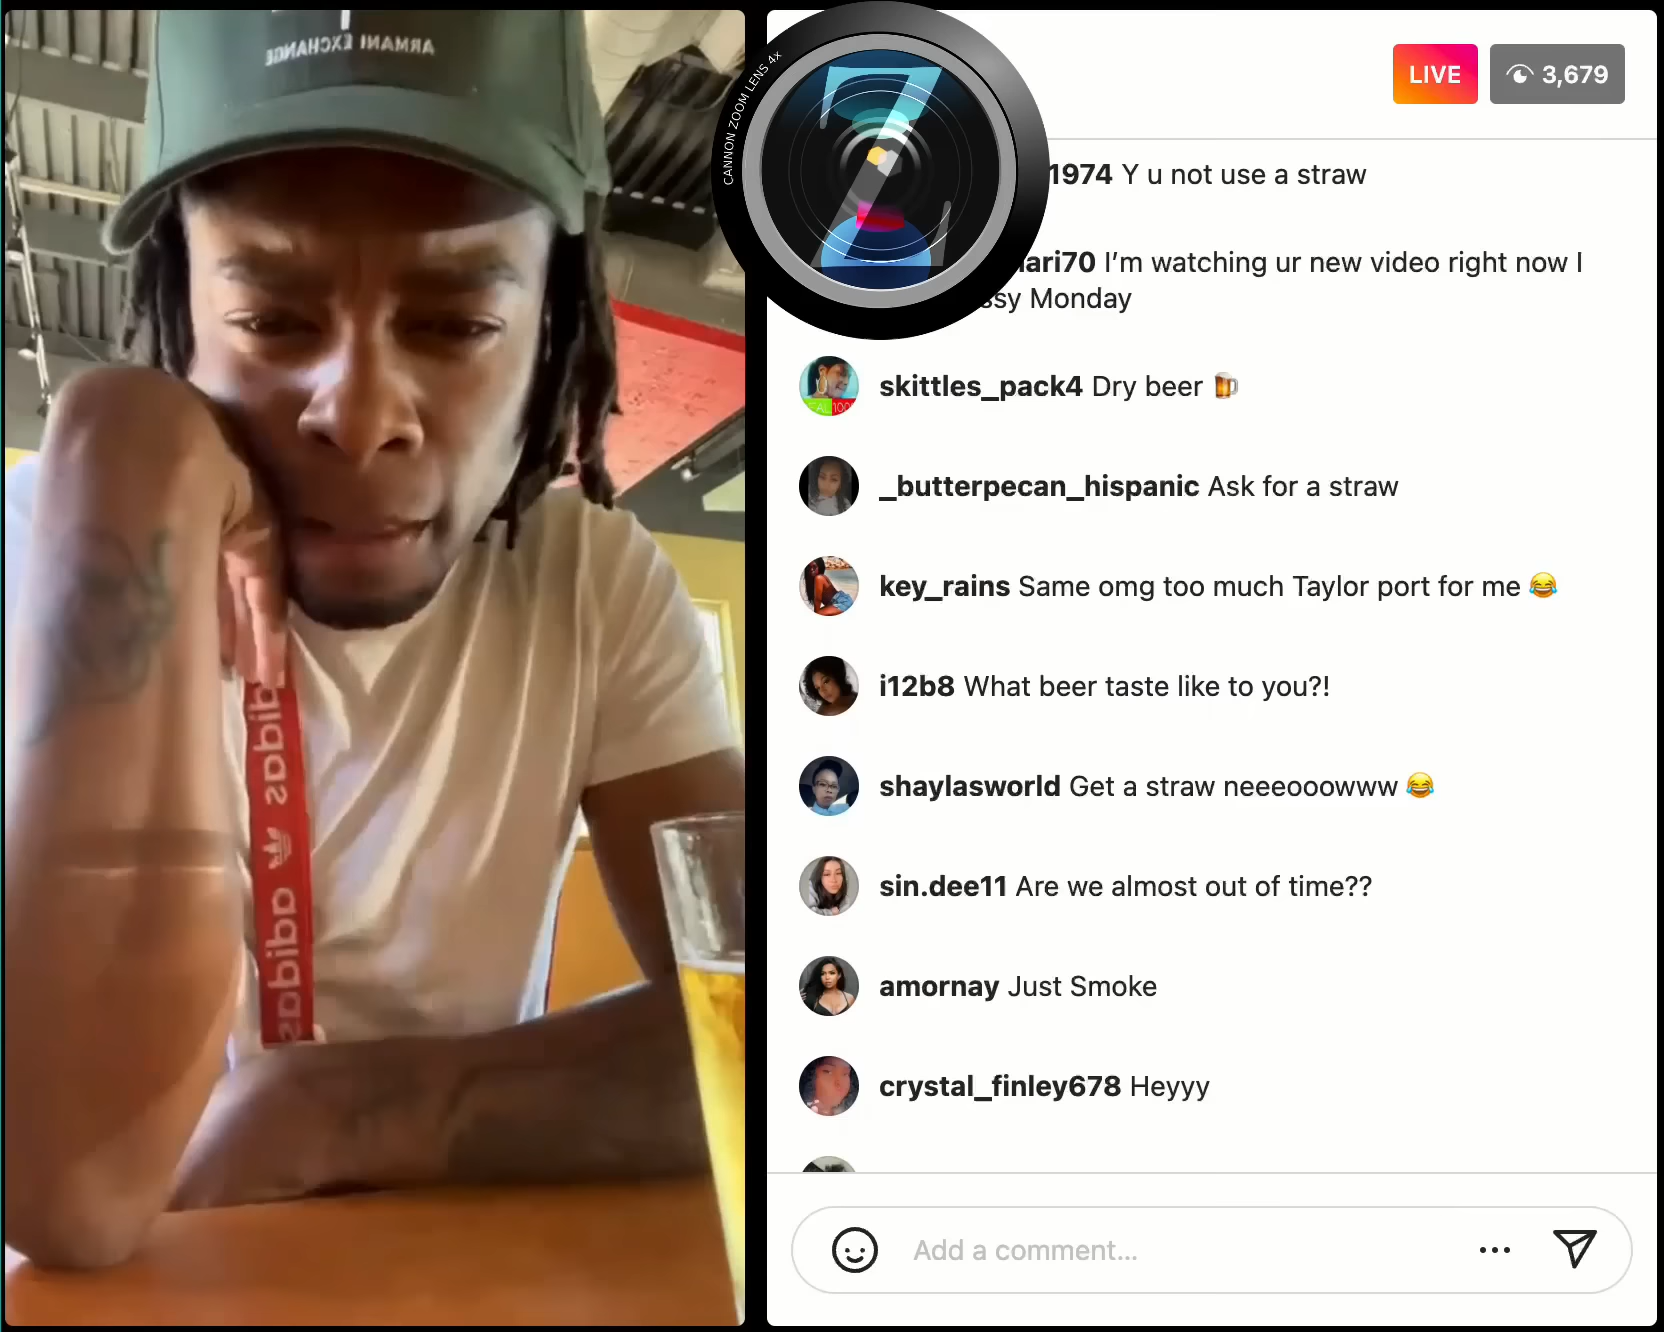 ARMANI EXCHANGE
adidas
adidas
CANNON ZOOM LENS 4x
Z
LIVE
3,679
1974 Y u not use a straw
ari70 I'm watching ur new video right now I
ssy Monday
skittles_pack4 Dry beer 🍺
_butterpecan_hispanic Ask for a straw
key_rains Same omg too much Taylor port for me 😂
i12b8 What beer taste like to you?!
shaylasworld Get a straw neeeooowww 😂
sin.dee11 Are we almost out of time??
amornay Just Smoke
crystal_finley678 Heyyy
Add a comment...